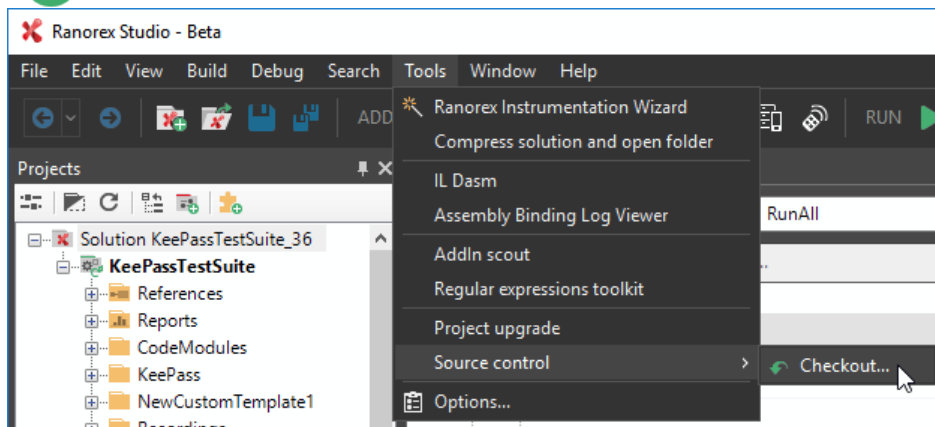 Ranorex Studio - Beta
File Edit View Build Debug Search Tools Window Help
ADD
RUN
Ranorex Instrumentation Wizard
Compress solution and open folder
IL Dasm
Assembly Binding Log Viewer
AddIn scout
Regular expressions toolkit
Project upgrade
Source control
Checkout...
Options...
RunAll
Projects
Solution KeePassTestSuite_36
KeePassTestSuite
References
Reports
CodeModules
KeePass
NewCustomTemplate1
Recordings